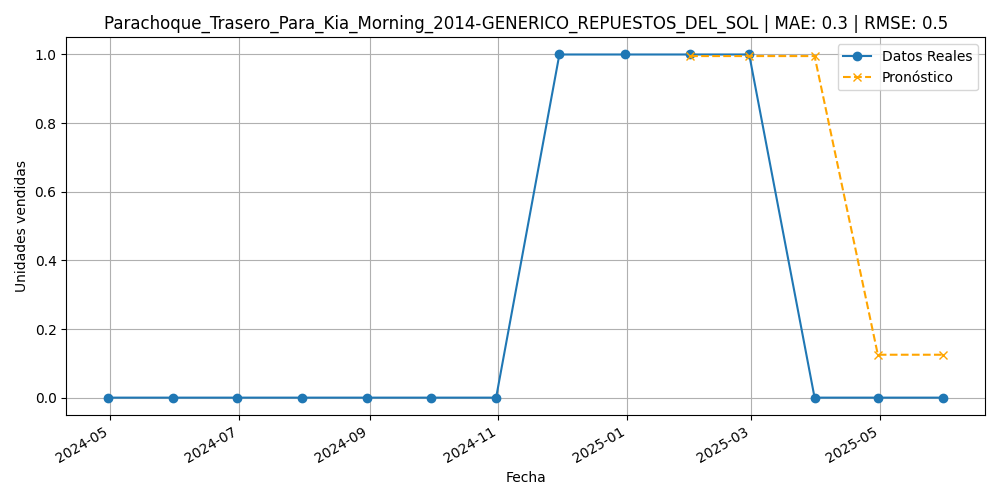 Parachoque_Trasero_Para_Kia_Morning_2014-GENERICO_REPUESTOS_DEL_SOL | MAE: 0.3 | RMSE: 0.5
Datos Reales
Pronóstico
Unidades vendidas
1.0
0.8
0.6
0.4
0.2
0.0
2024-05
2024-07
2024-09
2024-11
2025-01
2025-03
2025-05
Fecha